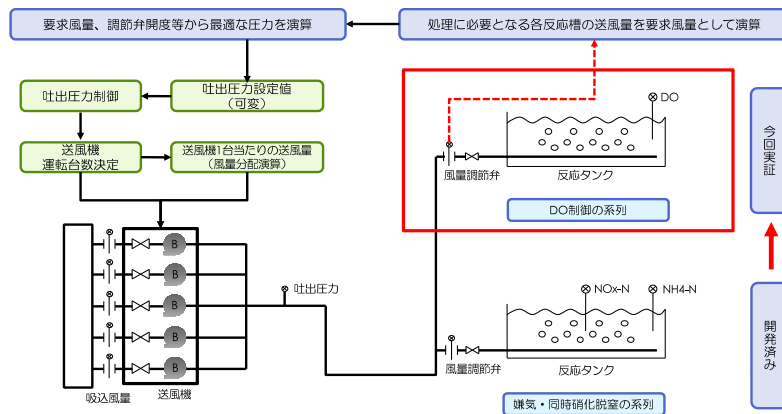 要求風量、調節弁開度等から最適な圧力を演算
処理に必要となる各反応槽の送風量を要求風量として演算
吐出圧力制御
吐出圧力設定値
(可変)
送風機
運転台数決定
送風機1台当たりの送風量
(風量分配演算)
DO
風量調節弁
反応タンク
DO制御の系列
今回実証
B
B
B
B
B
吐出圧力
NOx-N
NH4-N
風量調節弁
反応タンク
開発済み
吸込風量
送風機
嫌気・同時硝化脱窒の系列